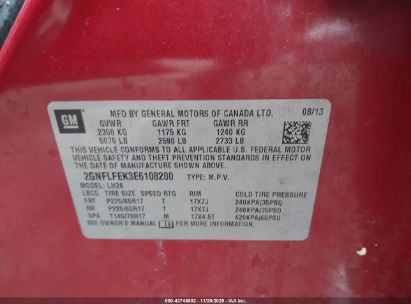 GM
MFD BY GENERAL MOTORS OF CANADA LTD.
08/13
GVWR GAWR FRT GAWR RR
2300 KG 1175 KG 1240 KG
5070 LB 2590 LB 2733 LB
THIS VEHICLE CONFORMS TO ALL APPLICABLE U.S. FEDERAL MOTOR VEHICLE
SAFETY AND THEFT PREVENTION STANDARDS IN EFFECT ON THE DATE OF
MANUFACTURE SHOWN ABOVE.
2GNFLFEK3E6108200 TYPE: M.P.V.
MODEL: LH26
TIRE SIZE SPEED RTG RIM COLD TIRE PRESSURE
FRT P225/65R17 T 17X7J 240KPA(35PSI)
RR P225/65R17 T 17X7J 240KPA(35PSI)
SPA T145/70R17 M 17X4.5T 420KPA(60PSI)
SEE OWNER'S MANUAL FOR MORE INFORMATION.